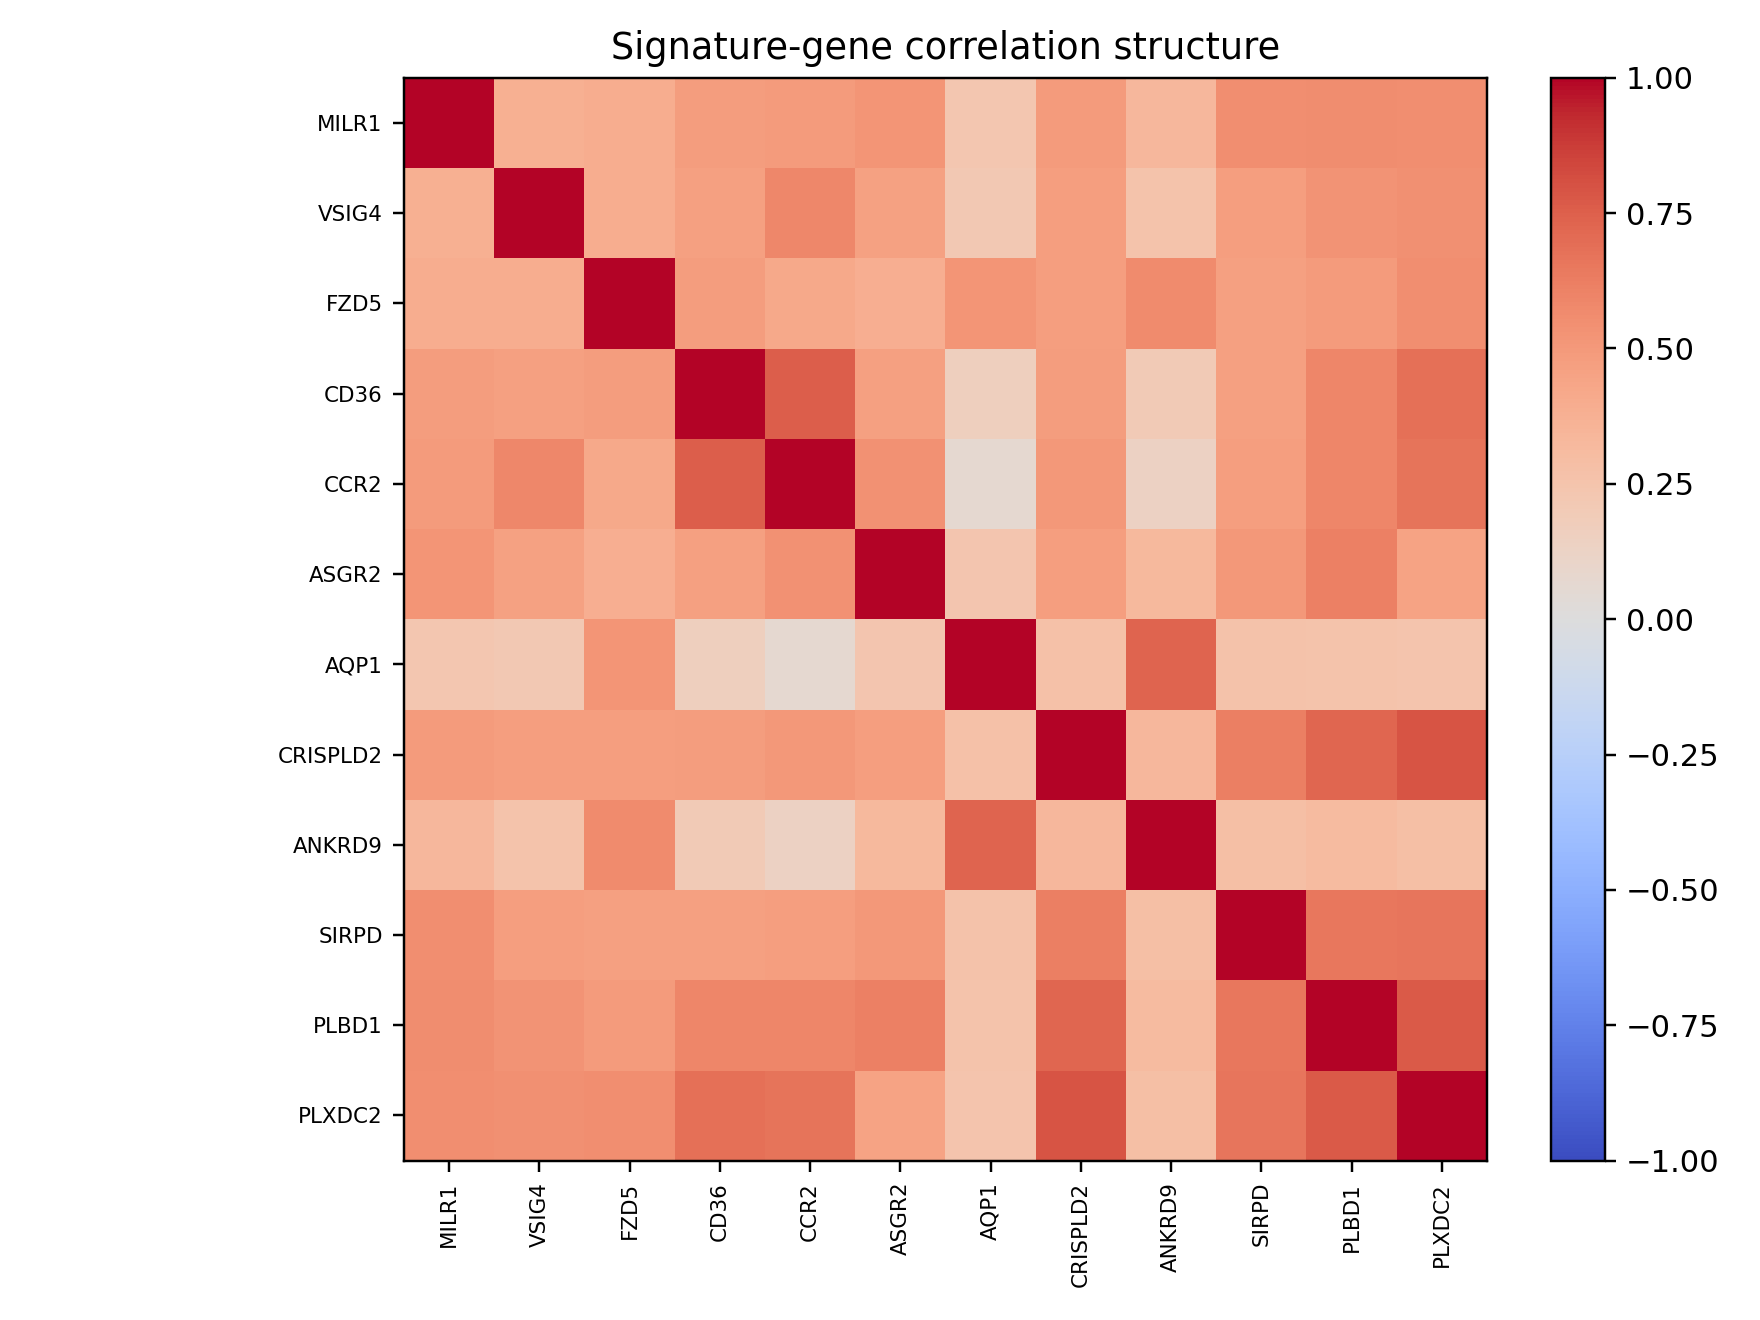 Signature-gene correlation structure
MILR1
VSIG4
FZD5
CD36
CCR2
ASGR2
AQP1
CRISPLD2
ANKRD9
SIRPD
PLBD1
PLXDC2
MILR1
VSIG4
FZD5
CD36
CCR2
ASGR2
AQP1
CRISPLD2
ANKRD9
SIRPD
PLBD1
PLXDC2
1.00
0.75
0.50
0.25
0.00
−0.25
−0.50
−0.75
−1.00